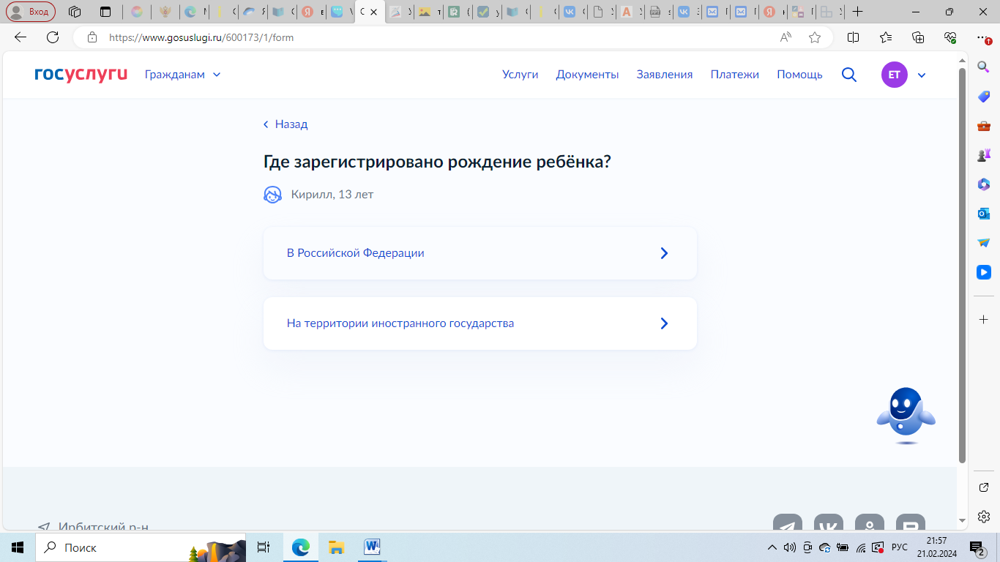 Вход
https://www.gosuslugi.ru/600173/1/form
госуслуги
Гражданам
Услуги
Документы
Заявления
Платежи
Помощь
ЕТ
Назад
Где зарегистрировано рождение ребёнка?
Кирилл, 13 лет
В Российской Федерации
На территории иностранного государства
Ирбитский р-н
Поиск
РУС
21:57
21.02.2024
2